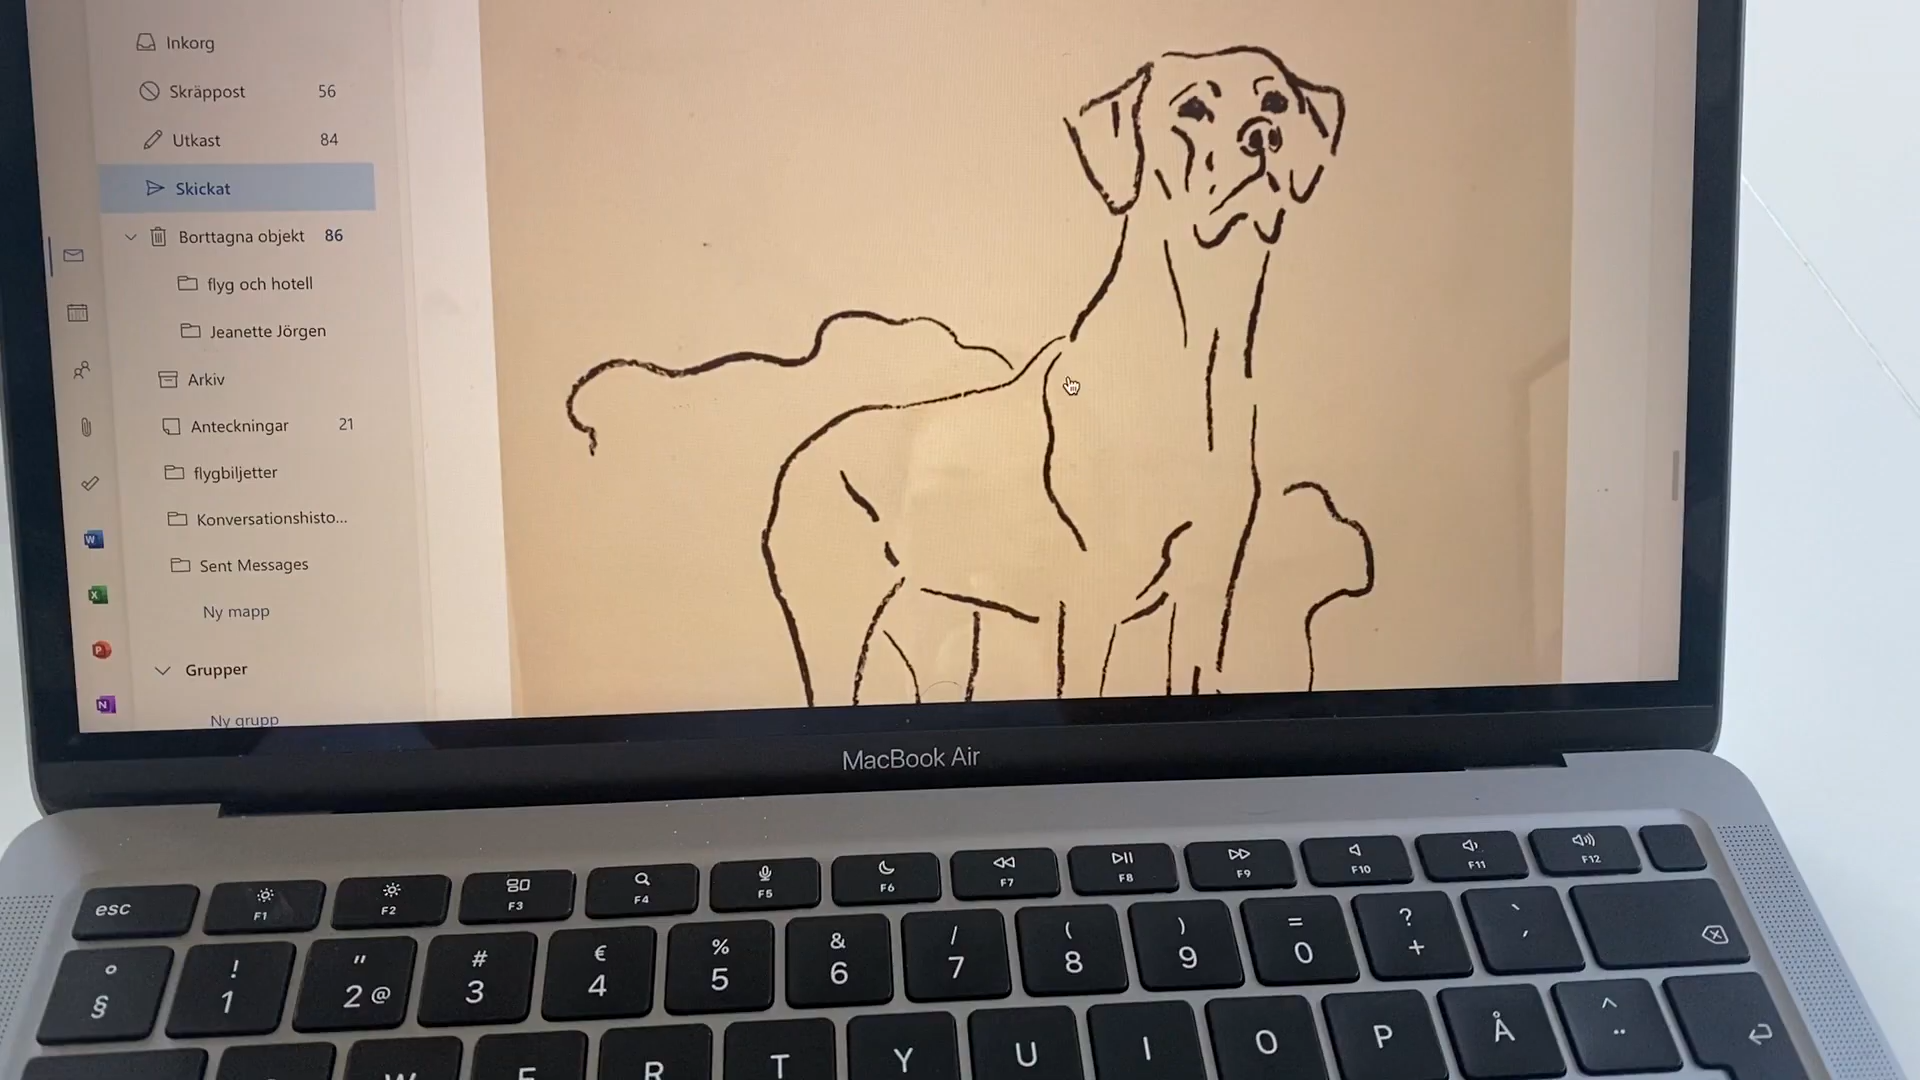 Inkorg
Skräppost 56
Utkast 84
Skickat
Borttagna objekt 86
flyg och hotell
Jeanette Jörgen
Arkiv
Anteckningar 21
flygbiljetter
Konversationshisto...
Sent Messages
Ny mapp
Grupper
Ny grupp
MacBook Air
esc F1 F2 F3 F4 F5 F6 F7 F8 F9 F10 F11 F12
° ! " # € % & / ( ) = ? `
§ 1 2 @ 3 4 5 6 7 8 9 0 + ´
R T Y U I O P Å ^ ¨